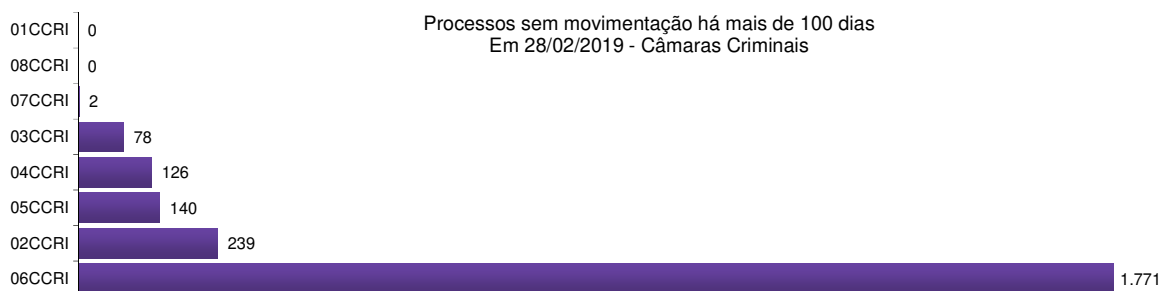 Processos sem movimentação há mais de 100 dias
Em 28/02/2019 - Câmaras Criminais
01CCRI 0
08CCRI 0
07CCRI 2
03CCRI 78
04CCRI 126
05CCRI 140
02CCRI 239
06CCRI 1.771